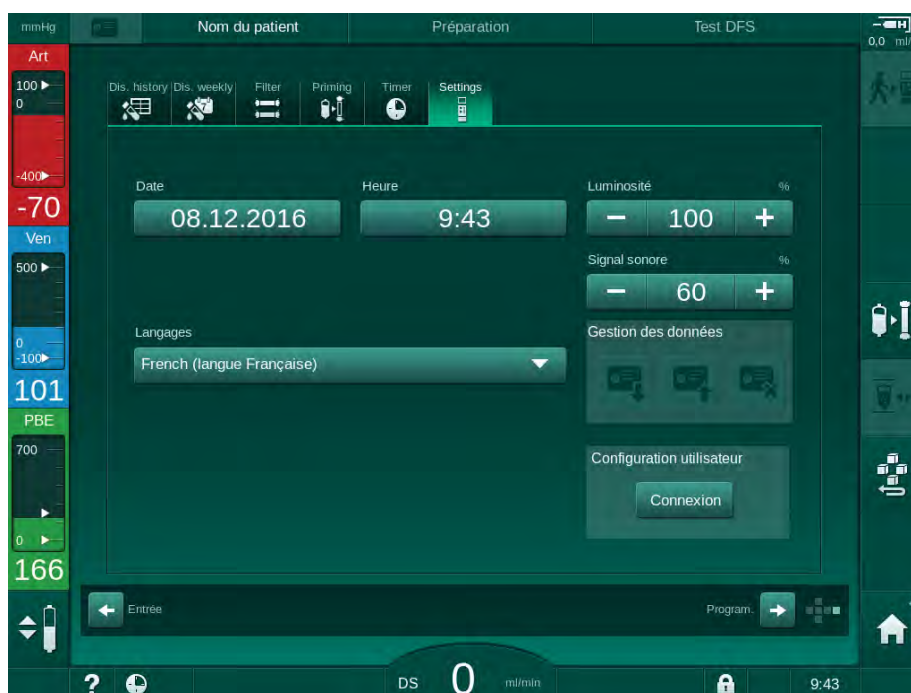 mmHg
Nom du patient
Préparation
Test DFS
0,0 ml/
Art
100
0
-400
-70
Ven
500
0
-100
101
PBE
700
0
166
Dis. history
Dis. weekly
Filter
Priming
Timer
Settings
7
Date
Heure
Luminosité %
08.12.2016
9:43
− 100 +
Signal sonore %
− 60 +
Langages
Gestion des données
French (langue Française)
Configuration utilisateur
Connexion
Entrée
Program.
?
DS 0 ml/min
9:43